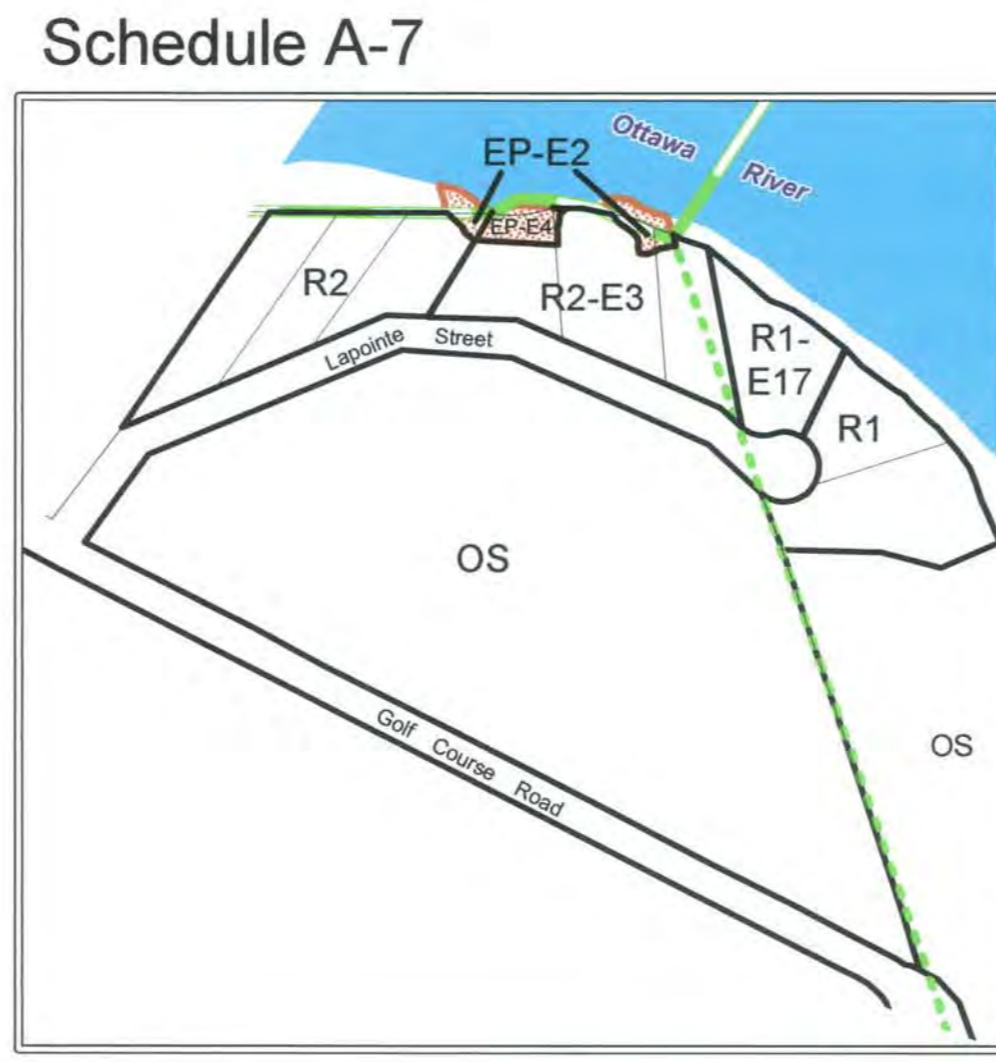 Schedule A-7
Ottawa
River
EP-E2
EP-E4
R2
R2-E3
R1-
E17
R1
Lapointe Street
OS
OS
Golf Course Road